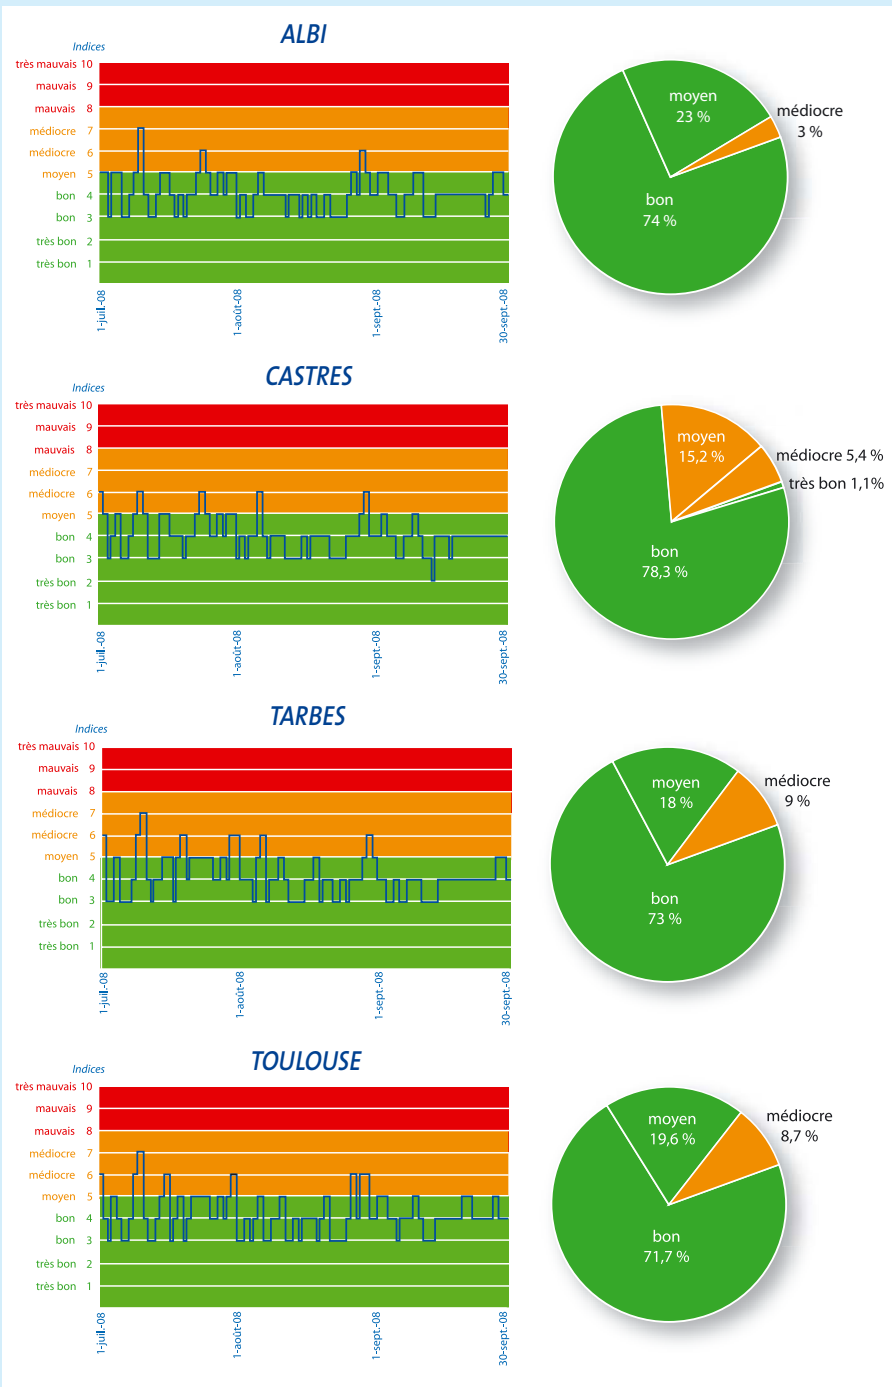 ALBI
Indices
très mauvais 10
mauvais 9
mauvais 8
médiocre 7
médiocre 6
moyen 5
bon 4
bon 3
très bon 2
très bon 1
1-juil.-08
1-août-08
1-sept.-08
30-sept.-08
moyen
23 %
médiocre
3 %
bon
74 %
CASTRES
Indices
très mauvais 10
mauvais 9
mauvais 8
médiocre 7
médiocre 6
moyen 5
bon 4
bon 3
très bon 2
très bon 1
1-juil.-08
1-août-08
1-sept.-08
30-sept.-08
moyen
15,2 %
médiocre 5,4 %
très bon 1,1%
bon
78,3 %
TARBES
Indices
très mauvais 10
mauvais 9
mauvais 8
médiocre 7
médiocre 6
moyen 5
bon 4
bon 3
très bon 2
très bon 1
1-juil.-08
1-août-08
1-sept.-08
30-sept.-08
moyen
18 %
médiocre
9 %
bon
73 %
TOULOUSE
Indices
très mauvais 10
mauvais 9
mauvais 8
médiocre 7
médiocre 6
moyen 5
bon 4
bon 3
très bon 2
très bon 1
1-juil.-08
1-août-08
1-sept.-08
30-sept.-08
moyen
19,6 %
médiocre
8,7 %
bon
71,7 %